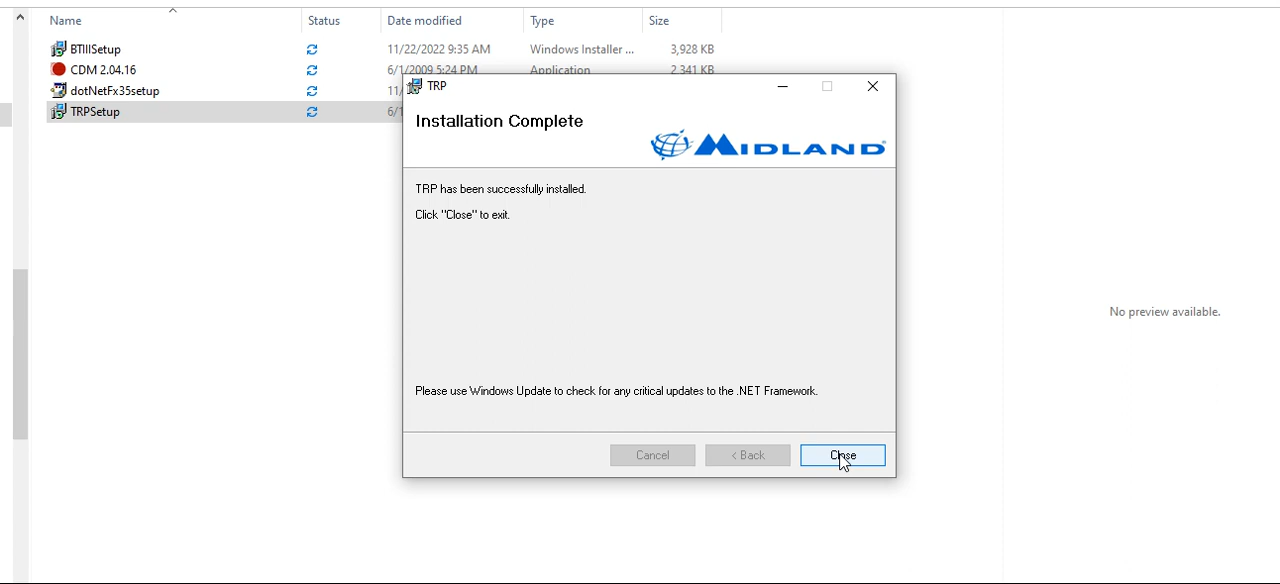 Name Status Date modified Type Size
BTIIISetup 11/22/2022 9:35 AM Windows Installer ... 3,928 KB
CDM 2.04.16 6/1/2009 5:24 PM Application 2,341 KB
dotNetFx35setup 11/
TRPSetup 6/1
TRP
Installation Complete
MIDLAND
TRP has been successfully installed.
Click "Close" to exit.
No preview available.
Please use Windows Update to check for any critical updates to the .NET Framework.
Cancel < Back Close